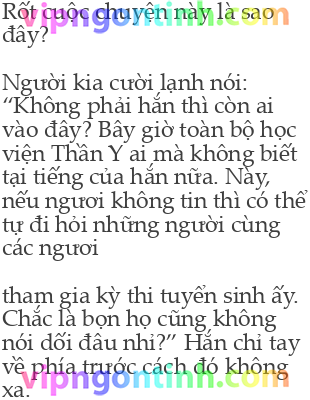 Rốt cuộc chuyện này là sao
đây?
Người kia cười lạnh nói:
“Không phải hắn thì còn ai
vào đây? Bây giờ toàn bộ học
viện Thần Y ai mà không biết
tại tiếng của hắn nữa. Này,
nếu ngươi không tin thì có thể
tự đi hỏi những người cùng
các ngươi
tham gia kỳ thi tuyển sinh ấy.
Chắc là bọn họ cũng không
nói dối đâu nhỉ?” Hắn chỉ tay
về phía trước cách đó không
xa.
vipngontinh.com
vipngontinh.com